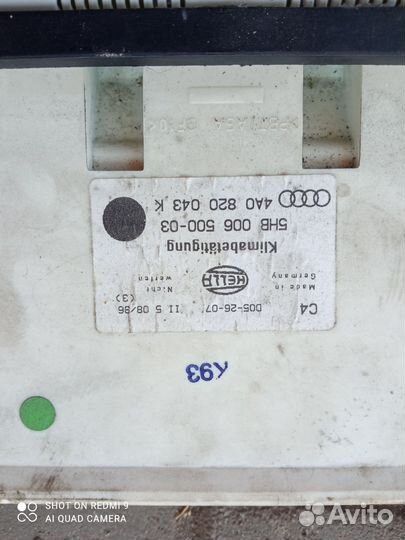 4A0 820 043 K
5HB 006 500-03
Klimabetätigung
HELLA
Made in
Germany
Nicht
werfen
(3)
C4
D05-26-07
II 5 08/96
K93
SHOT ON REDMI 9
AI QUAD CAMERA
Avito